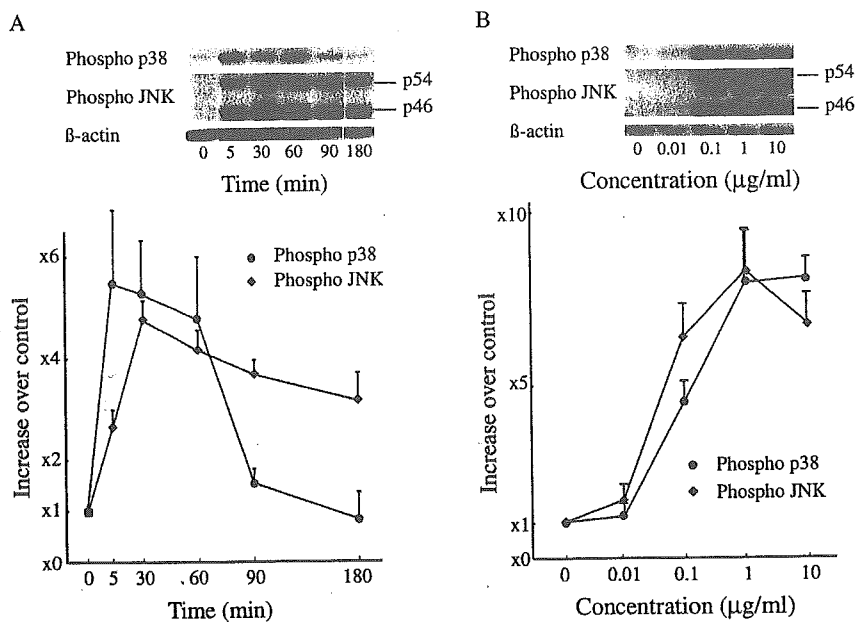 A
Phospho p38
Phospho JNK
p54
p46
ß-actin
0 5 30 60 90 180
Time (min)
x6
x4
x2
x1
x0
Increase over control
Phospho p38
Phospho JNK
0 5 30 60 90 180
Time (min)
B
Phospho p38
Phospho JNK
p54
p46
ß-actin
0 0.01 0.1 1 10
Concentration (µg/ml)
x10
x5
x1
x0
Increase over control
Phospho p38
Phospho JNK
0 0.01 0.1 1 10
Concentration (µg/ml)